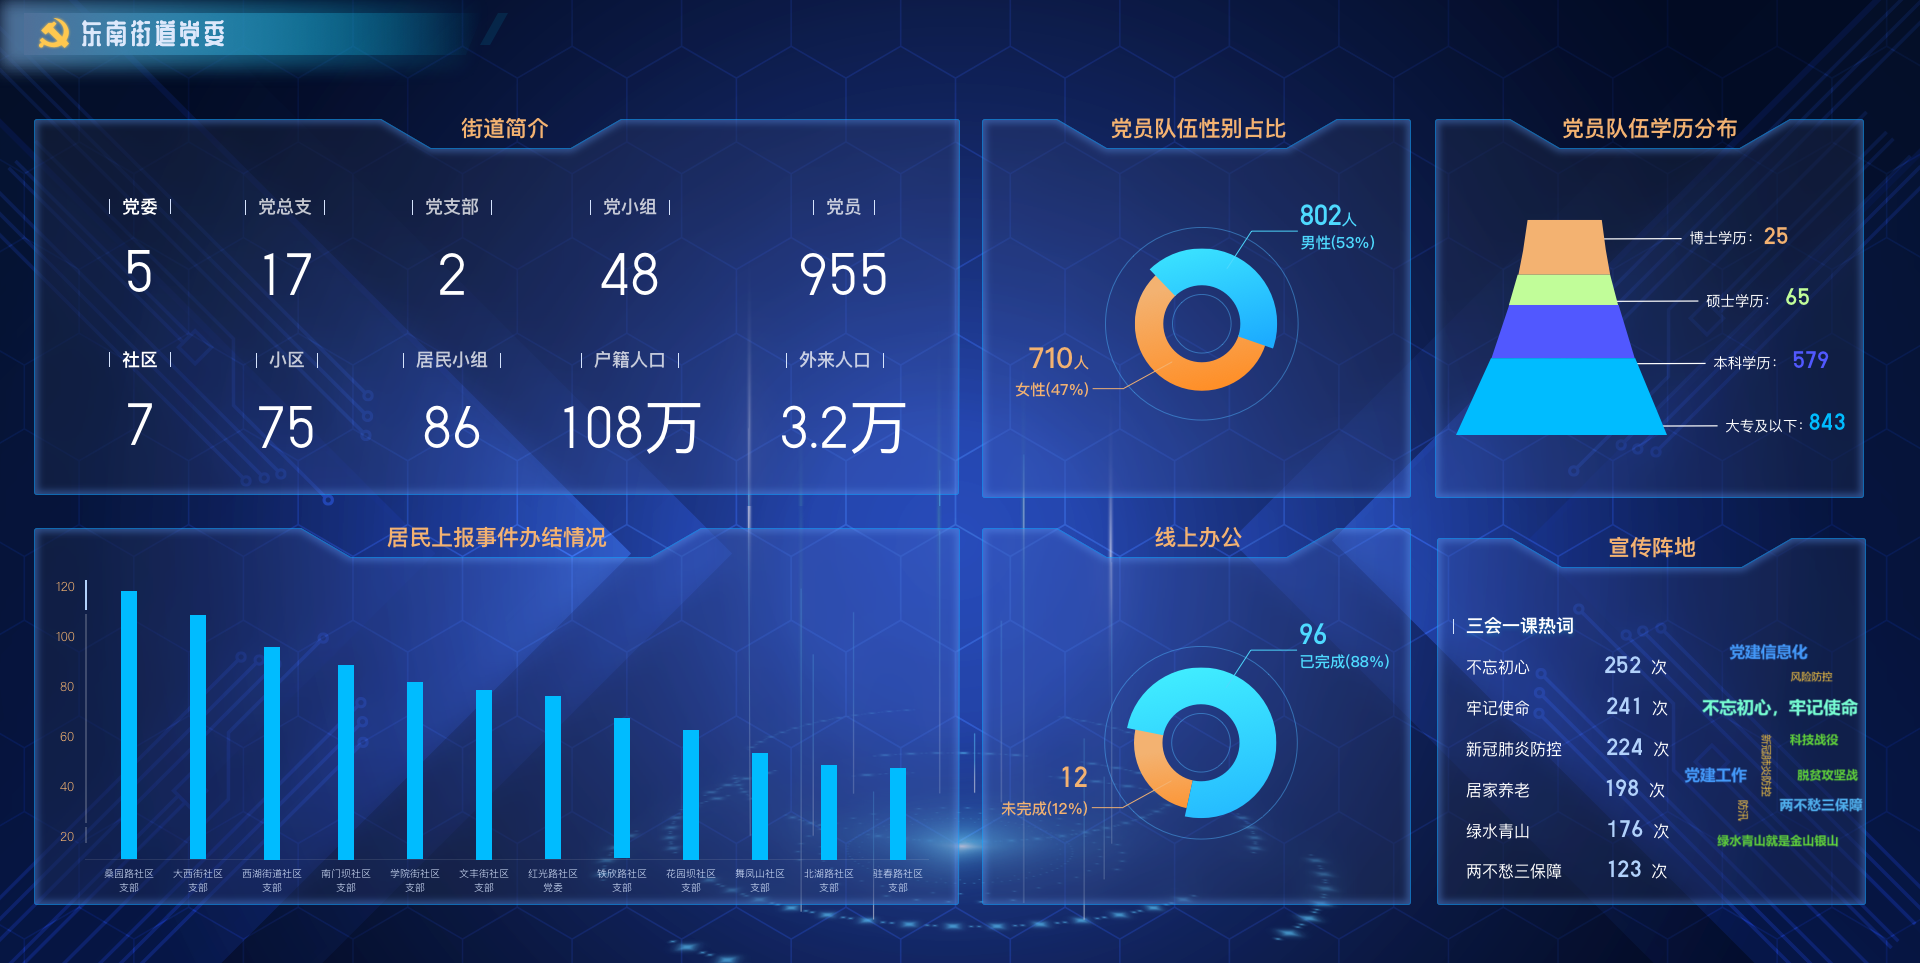 东南街道党委
街道简介
党委
党总支
党支部
党小组
党员
5
17
2
48
955
社区
小区
居民小组
户籍人口
外来人口
7
75
86
108万
3.2万
党员队伍性别占比
802人
男性(53%)
710人
女性(47%)
党员队伍学历分布
博士学历：25
硕士学历：65
本科学历：579
大专及以下：843
居民上报事件办结情况
120
100
80
60
40
20
桑园路社区
支部
大西街社区
支部
西湖街道社区
支部
南门坝社区
支部
学院街社区
支部
文丰街社区
支部
红光路社区
党委
铁欣路社区
支部
花园坝社区
支部
舞凤山社区
支部
北湖路社区
支部
驻春路社区
支部
线上办公
96
已完成(88%)
12
未完成(12%)
宣传阵地
三会一课热词
不忘初心 252 次
牢记使命 241 次
新冠肺炎防控 224 次
居家养老 198 次
绿水青山 176 次
两不愁三保障 123 次
党建信息化
风险防控
不忘初心，牢记使命
新冠肺炎防控
科技战役
党建工作
脱贫攻坚战
防汛
两不愁三保障
绿水青山就是金山银山